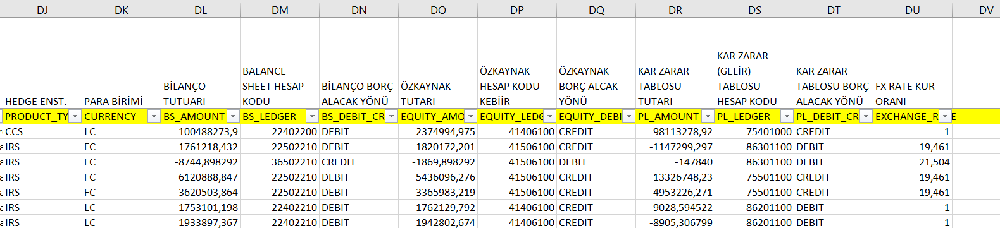 DJ DK DL DM DN DO DP DQ DR DS DT DU DV
HEDGE ENST.
PARA BİRİMİ
BİLANÇO
TUTUARI
BALANCE
SHEET HESAP
KODU
BİLANÇO BORÇ
ALACAK YÖNÜ
ÖZKAYNAK
TUTARI
ÖZKAYNAK
HESAP KODU
KEBİİR
ÖZKAYNAK
BORÇ ALCAK
YÖNÜ
KAR ZARAR
TABLOSU
TUTARI
KAR ZARAR
(GELİR)
TABLOSU
HESAP KODU
KAR ZARAR
TABLOSU BORÇ
ALACAK YÖNÜ
FX RATE KUR
ORANI
PRODUCT_TY CURRENCY BS_AMOUNT BS_LEDGER BS_DEBIT_CR EQUITY_AMO EQUITY_LEDG EQUITY_DEBI PL_AMOUNT PL_LEDGER PL_DEBIT_CR EXCHANGE_R E
CCS LC 100488273,9 22402200 DEBIT 2374994,975 41406100 CREDIT 98113278,92 75401000 CREDIT 1
IRS FC 1761218,432 22502210 DEBIT 1820172,201 41506100 CREDIT -1147299,297 86301100 DEBIT 19,461
IRS FC -8744,898292 36502210 CREDIT -1869,898292 41506100 DEBIT -147840 86301100 DEBIT 21,504
IRS FC 6120888,847 22502210 DEBIT 5436096,276 41506100 CREDIT 13326748,23 75501100 CREDIT 19,461
IRS FC 3620503,864 22502210 DEBIT 3365983,219 41506100 CREDIT 4953226,271 75501100 CREDIT 19,461
IRS LC 1753101,198 22402210 DEBIT 1762129,792 41406100 CREDIT -9028,594522 86201100 DEBIT 1
IRS LC 1933897,367 22402210 DEBIT 1942802,674 41406100 CREDIT -8905,306799 86201100 DEBIT 1